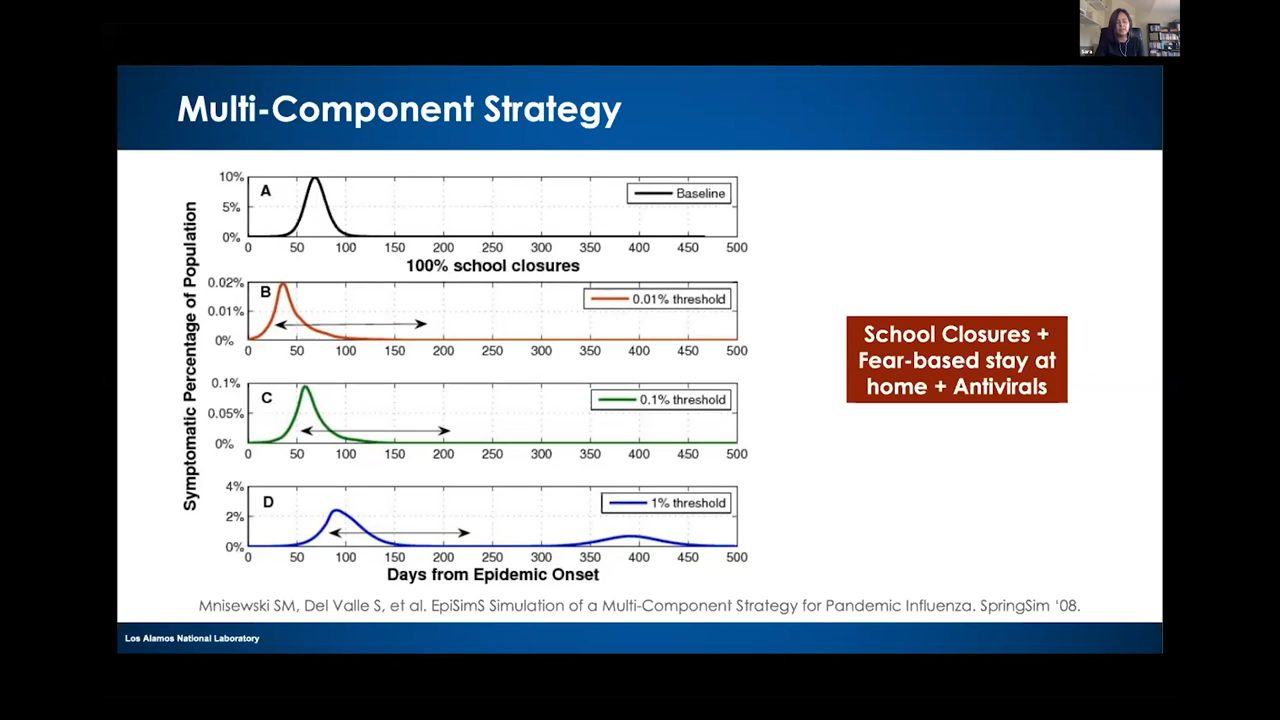 Sara
Multi-Component Strategy
Symptomatic Percentage of Population
10%
5%
0%
A
Baseline
0 50 100 150 200 250 300 350 400 450 500
100% school closures
0.02%
0.01%
0%
B
0.01% threshold
0 50 100 150 200 250 300 350 400 450 500
0.1%
0.05%
0%
C
0.1% threshold
0 50 100 150 200 250 300 350 400 450 500
4%
2%
0%
D
1% threshold
0 50 100 150 200 250 300 350 400 450 500
Days from Epidemic Onset
School Closures +
Fear-based stay at
home + Antivirals
Mnisewski SM, Del Valle S, et al. EpiSimS Simulation of a Multi-Component Strategy for Pandemic Influenza. SpringSim '08.
Los Alamos National Laboratory